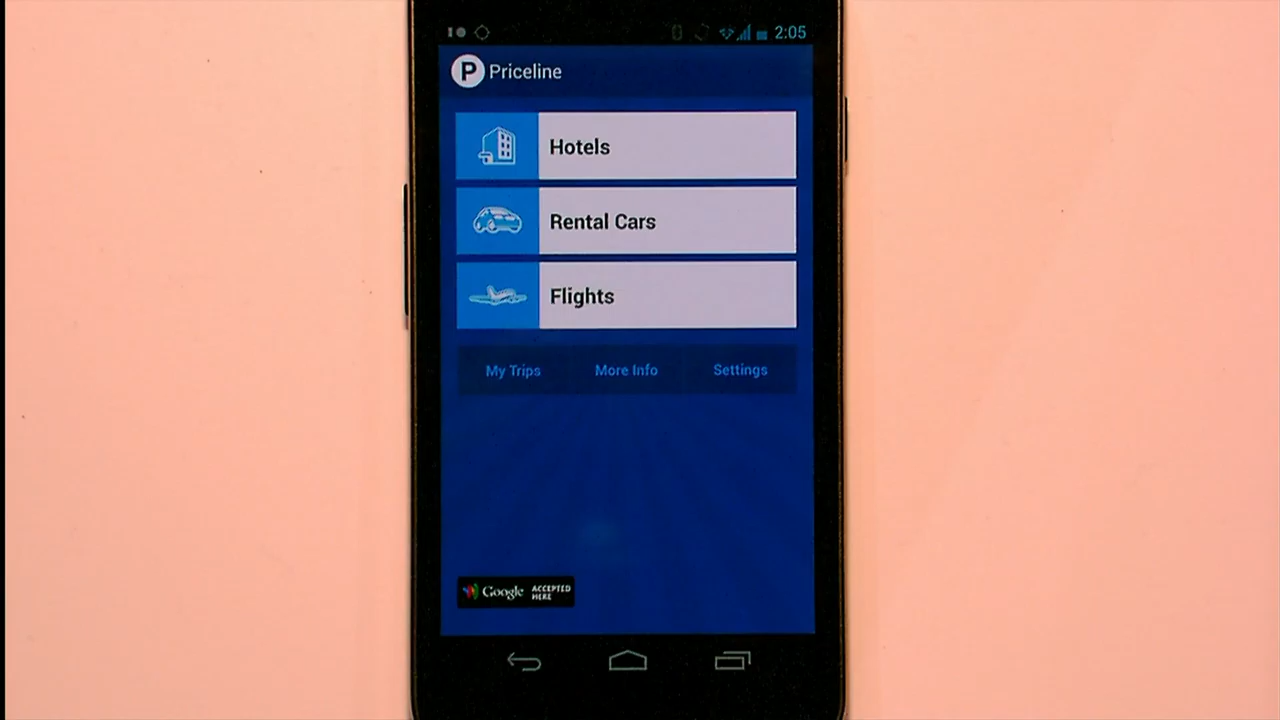 2:05
P Priceline
Hotels
Rental Cars
Flights
My Trips More Info Settings
Google ACCEPTED HERE